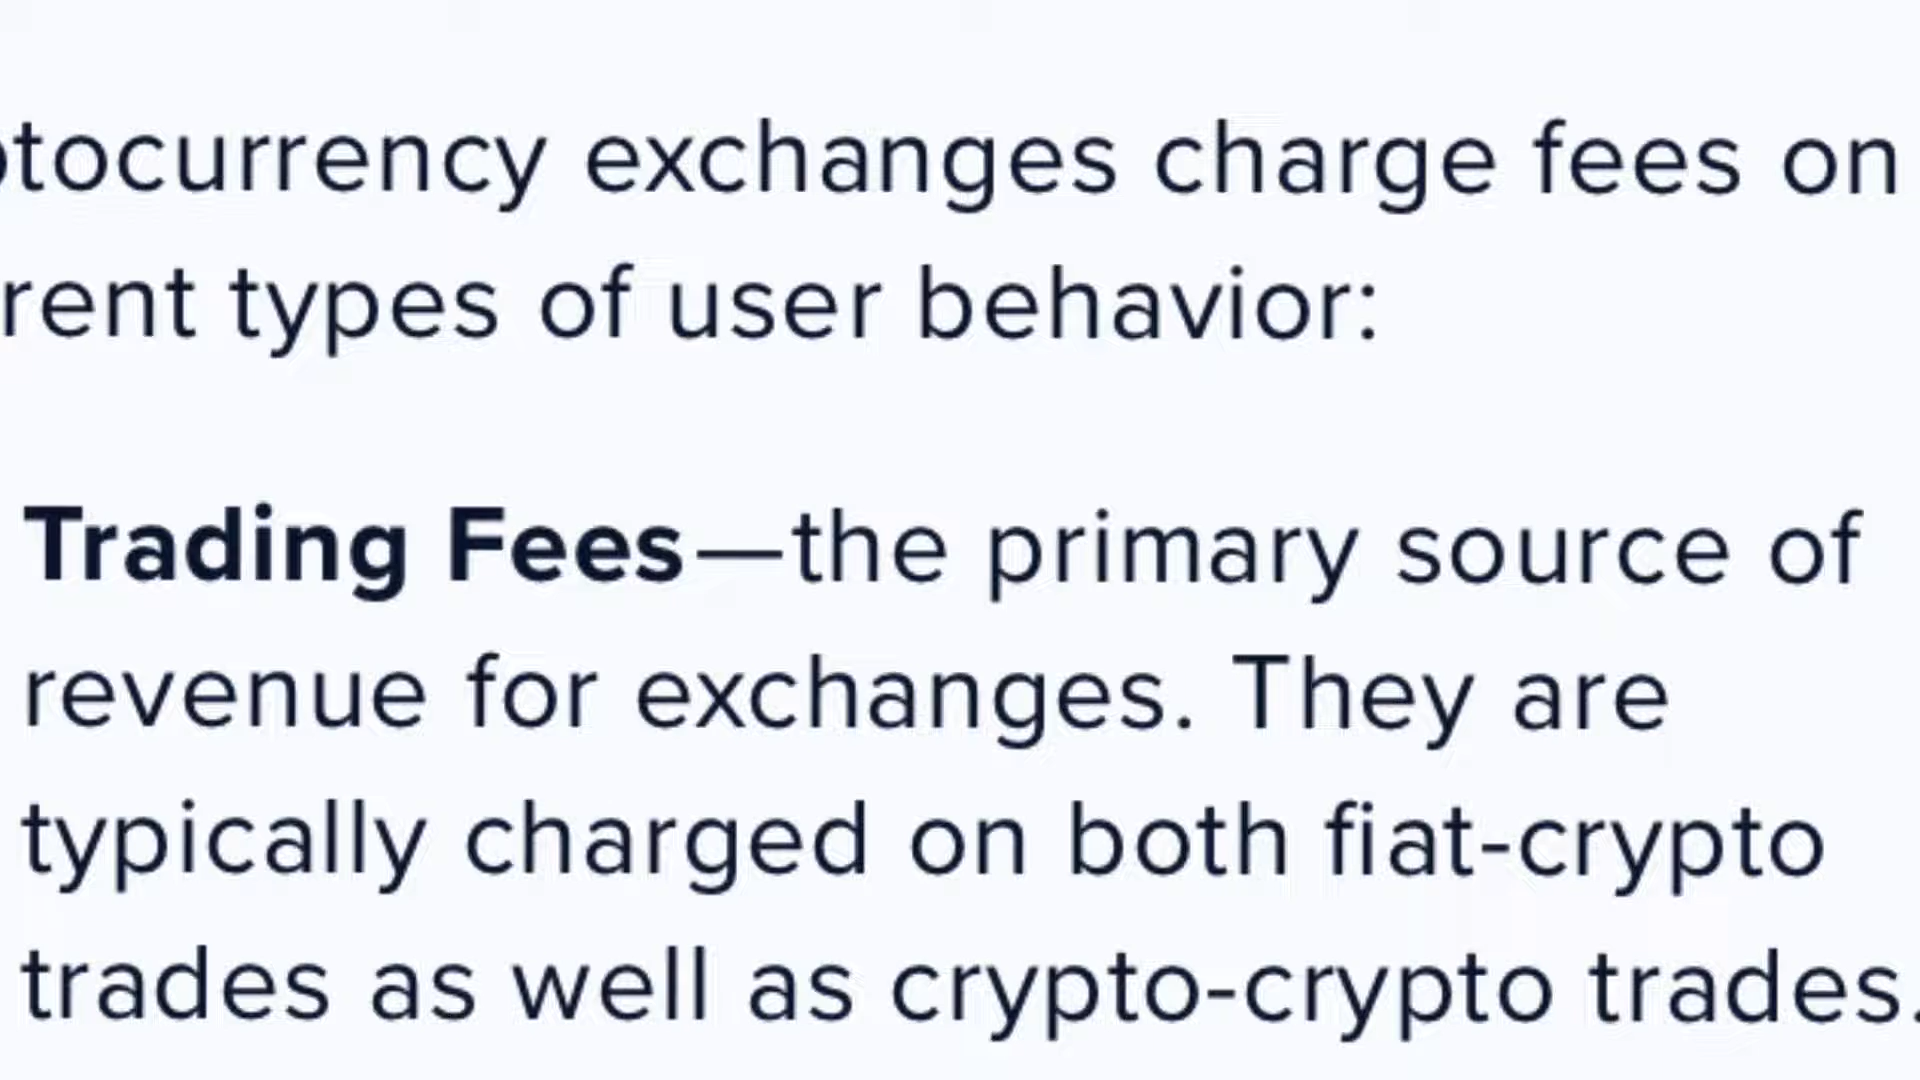 ptocurrency exchanges charge fees on
rent types of user behavior:
Trading Fees—the primary source of
revenue for exchanges. They are
typically charged on both fiat-crypto
trades as well as crypto-crypto trades.